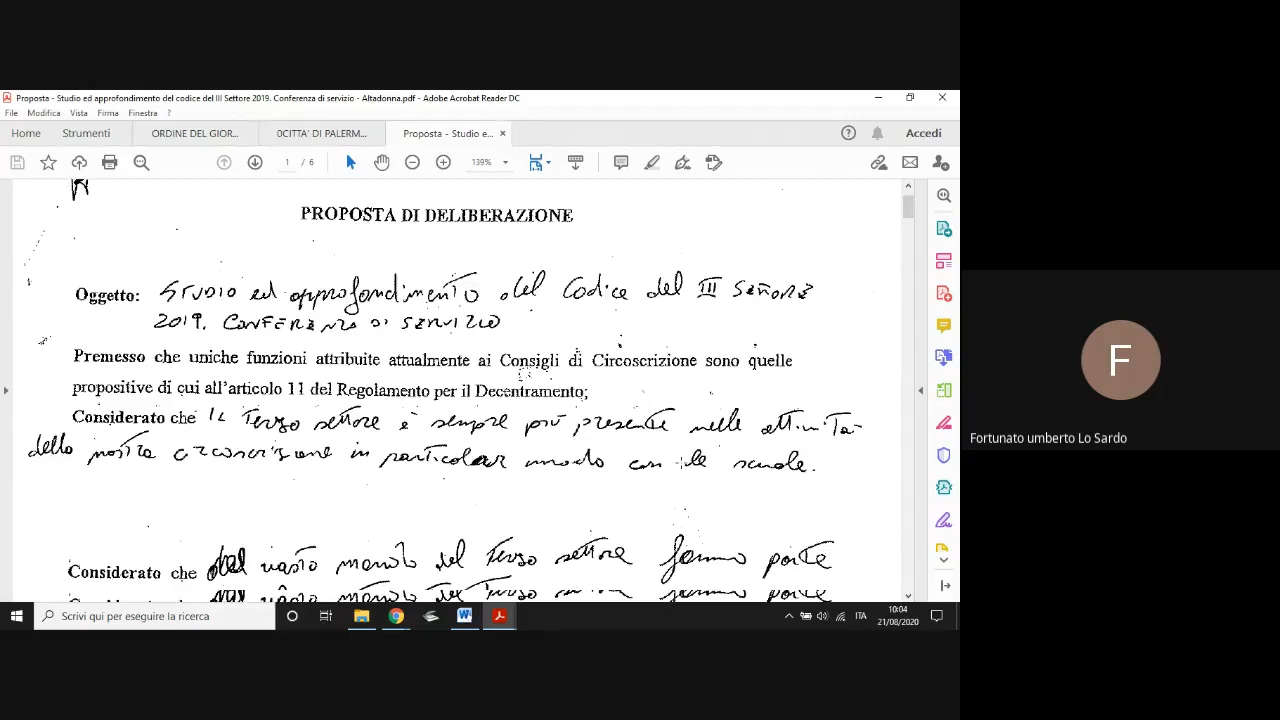 Proposta - Studio ed approfondimento del codice del III Settore 2019. Conferenza di servizio - Altadonna.pdf - Adobe Acrobat Reader DC
File Modifica Vista Firma Finestra ?
Home Strumenti ORDINE DEL GIOR... 0CITTA' DI PALERM... Proposta - Studio e... × Accedi
1 / 6 139%
PROPOSTA DI DELIBERAZIONE
Oggetto: STUDIO ed approfondimento del Codice del III SETTORE
2019. CONFERENZA DI SERVIZIO
Premesso che uniche funzioni attribuite attualmente ai Consigli di Circoscrizione sono quelle
propositive di cui all'articolo 11 del Regolamento per il Decentramento;
Considerato che IL Terzo settore è sempre più presente nelle attività
della nostra circoscrizione in particolar modo con le scuole.
Considerato che dal vasto mondo del Terzo settore fanno parte
F
Fortunato umberto Lo Sardo
Scrivi qui per eseguire la ricerca
ITA
10:04
21/08/2020